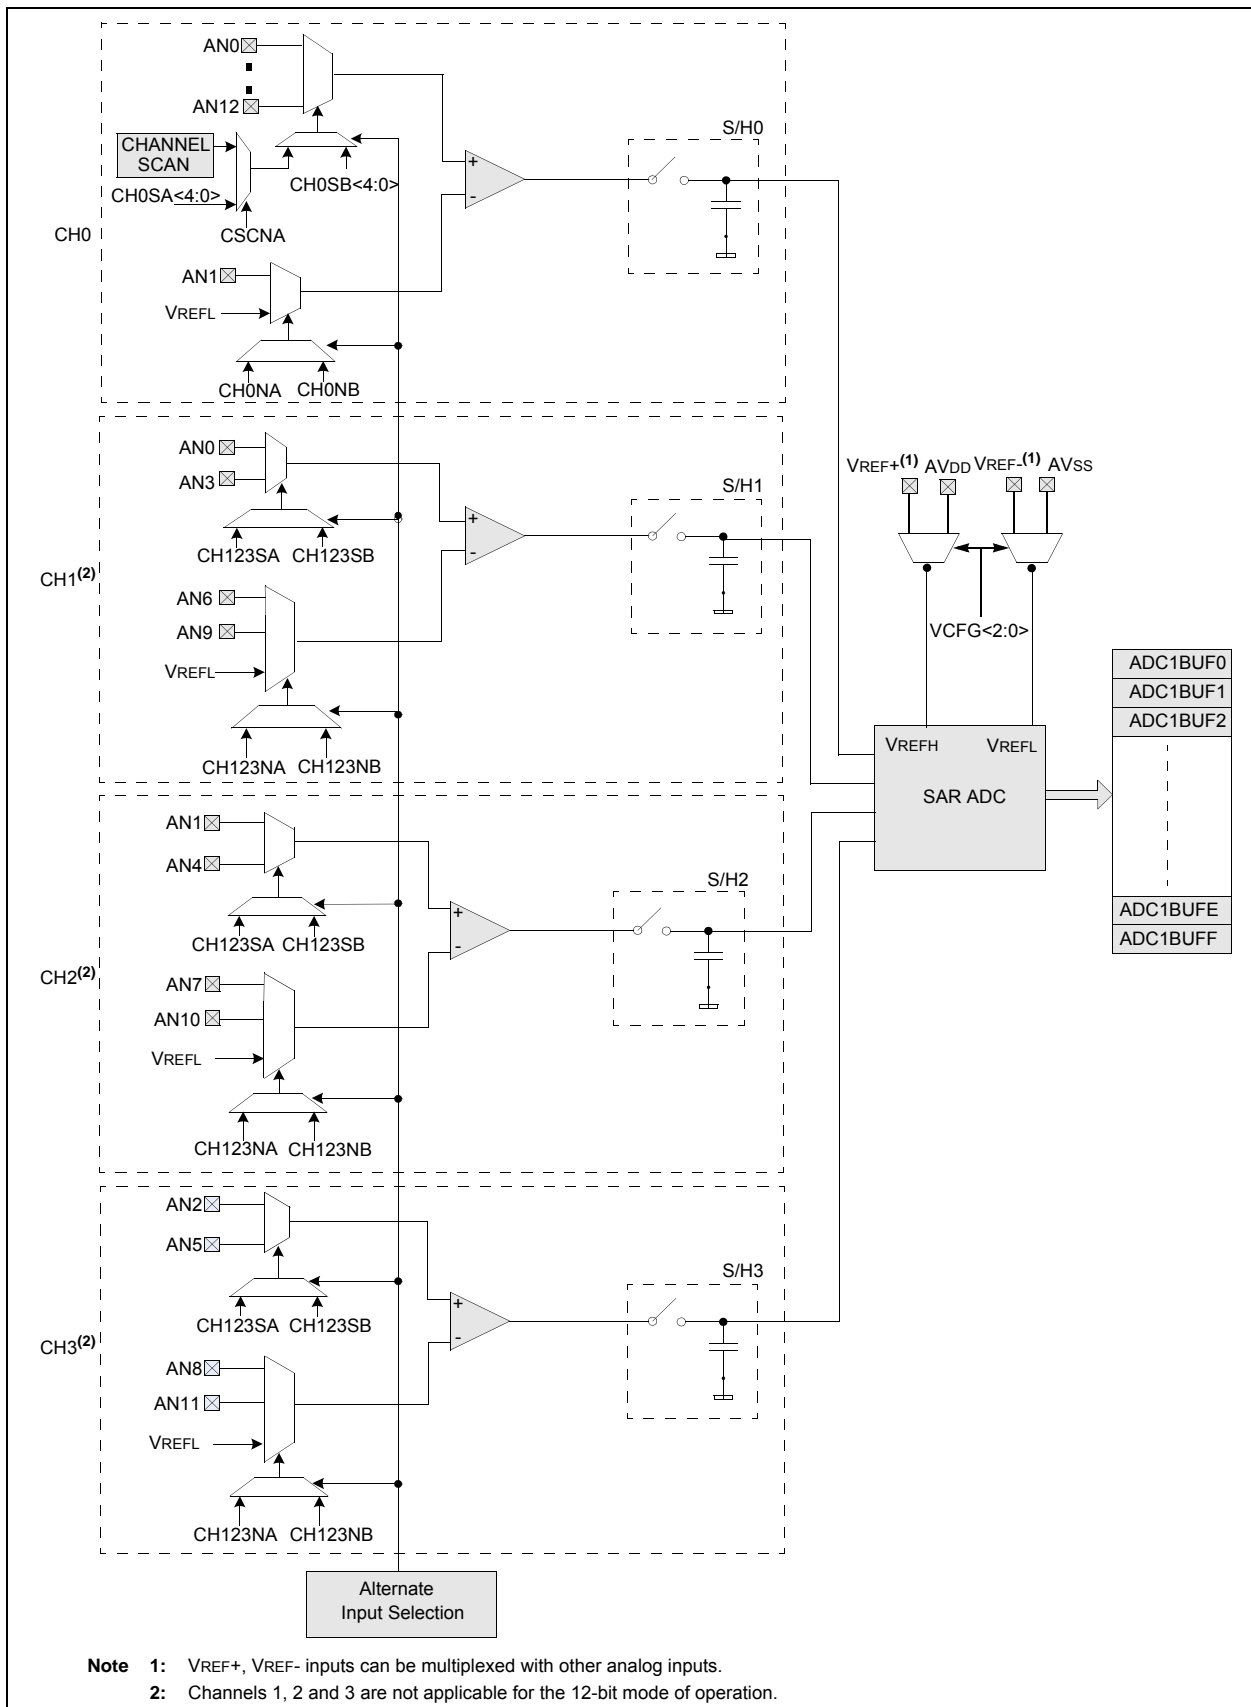 AN0
AN12
CHANNEL
SCAN
CH0SA<4:0>
CH0SB<4:0>
CSCNA
CH0
AN1
VREFL
CH0NA CH0NB
+
-
S/H0
AN0
AN3
CH123SA CH123SB
CH1(2)
AN6
AN9
VREFL
CH123NA CH123NB
+
-
S/H1
VREF+(1) AVDD VREF-(1) AVSS
VCFG<2:0>
VREFH VREFL
SAR ADC
ADC1BUF0
ADC1BUF1
ADC1BUF2
ADC1BUFE
ADC1BUFF
AN1
AN4
CH123SA CH123SB
CH2(2)
AN7
AN10
VREFL
CH123NA CH123NB
+
-
S/H2
AN2
AN5
CH123SA CH123SB
CH3(2)
AN8
AN11
VREFL
CH123NA CH123NB
+
-
S/H3
Alternate
Input Selection
Note 1: VREF+, VREF- inputs can be multiplexed with other analog inputs.
2: Channels 1, 2 and 3 are not applicable for the 12-bit mode of operation.